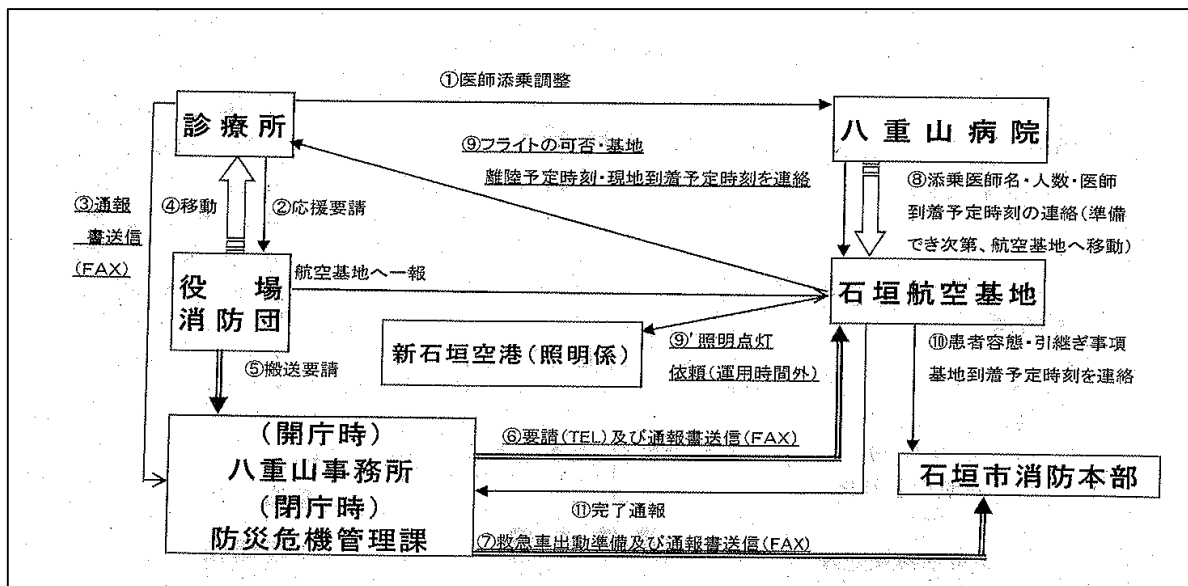 ①医師添乗調整
診療所
八重山病院
⑨フライトの可否・基地
離陸予定時刻・現地到着予定時刻を連絡
⑧添乗医師名・人数・医師
到着予定時刻の連絡(準備
でき次第、航空基地へ移動)
③通報
書送信
(FAX)
④移動
②応援要請
役場
消防団
航空基地へ一報
石垣航空基地
新石垣空港(照明係)
⑨'照明点灯
依頼(運用時間外)
⑩患者容態・引継ぎ事項
基地到着予定時刻を連絡
⑤搬送要請
(開庁時)
八重山事務所
(閉庁時)
防災危機管理課
⑥要請(TEL)及び通報書送信(FAX)
石垣市消防本部
⑪完了通報
⑦救急車出動準備及び通報書送信(FAX)